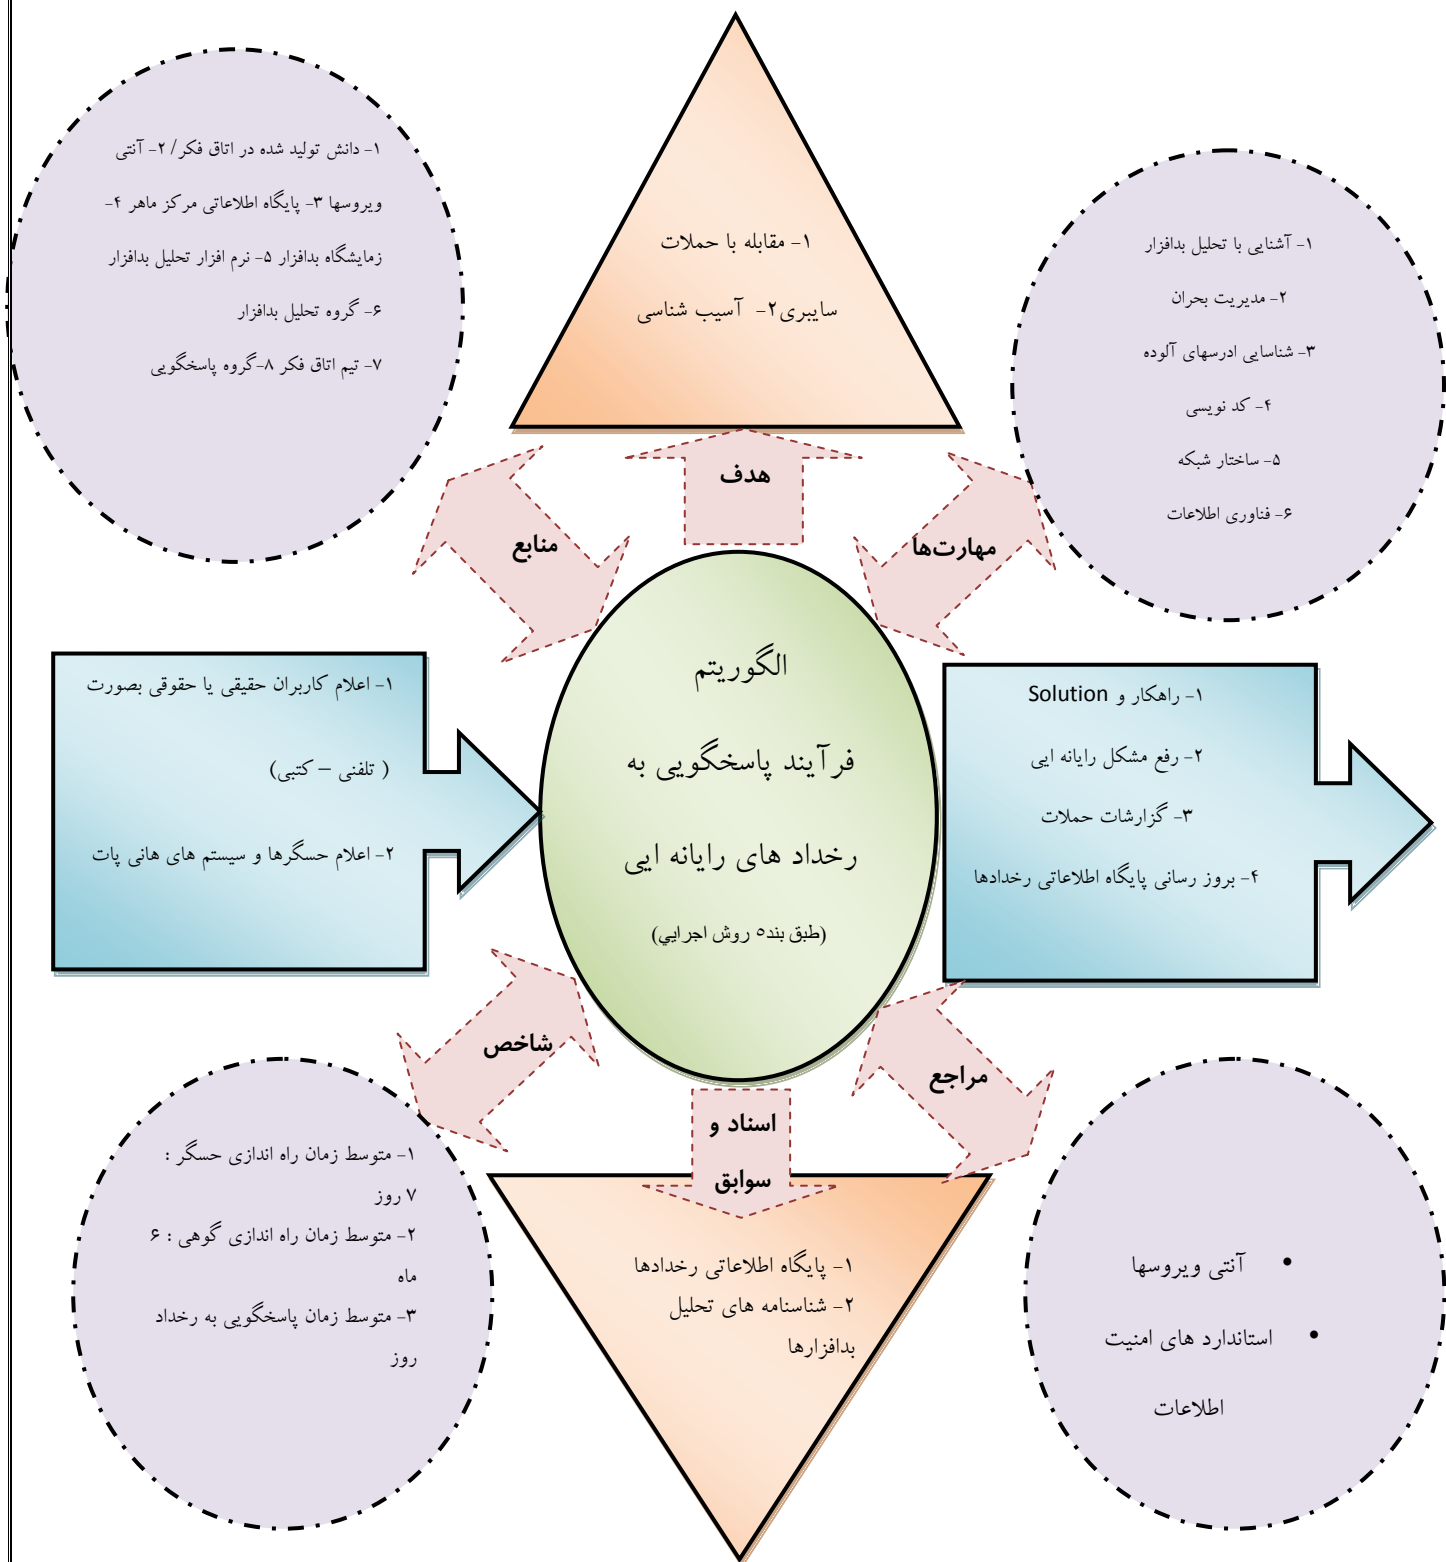 ۱- دانش تولید شده در اتاق فکر/ ۲- آنتی
ویروسها ۳- پایگاه اطلاعاتی مرکز ماهر ۴-
زمایشگاه بدافزار ۵- نرم افزار تحلیل بدافزار
۶- گروه تحلیل بدافزار
۷- تیم اتاق فکر ۸-گروه پاسخگویی
۱- مقابله با حملات
سایبری۲- آسیب شناسی
۱- آشنایی با تحلیل بدافزار
۲- مدیریت بحران
۳- شناسایی ادرسهای آلوده
۴- کد نویسی
۵- ساختار شبکه
۶- فناوری اطلاعات
هدف
منابع
مهارت‌ها
۱- اعلام کاربران حقیقی یا حقوقی بصورت
( تلفنی – کتبی)
۲- اعلام حسگرها و سیستم های هانی پات
الگوریتم
فرآیند پاسخگویی به
رخداد های رایانه ایی
(طبق بند۵ روش اجرايي)
۱- راهکار و Solution
۲- رفع مشکل رایانه ایی
۳- گزارشات حملات
۴- بروز رسانی پایگاه اطلاعاتی رخدادها
شاخص
مراجع
اسناد و
سوابق
۱- متوسط زمان راه اندازی حسگر :
۷ روز
۲- متوسط زمان راه اندازی گوهی : ۶
ماه
۳- متوسط زمان پاسخگویی به رخداد
روز
۱- پایگاه اطلاعاتی رخدادها
۲- شناسنامه های تحلیل
بدافزارها
• آنتی ویروسها
• استاندارد های امنیت
اطلاعات